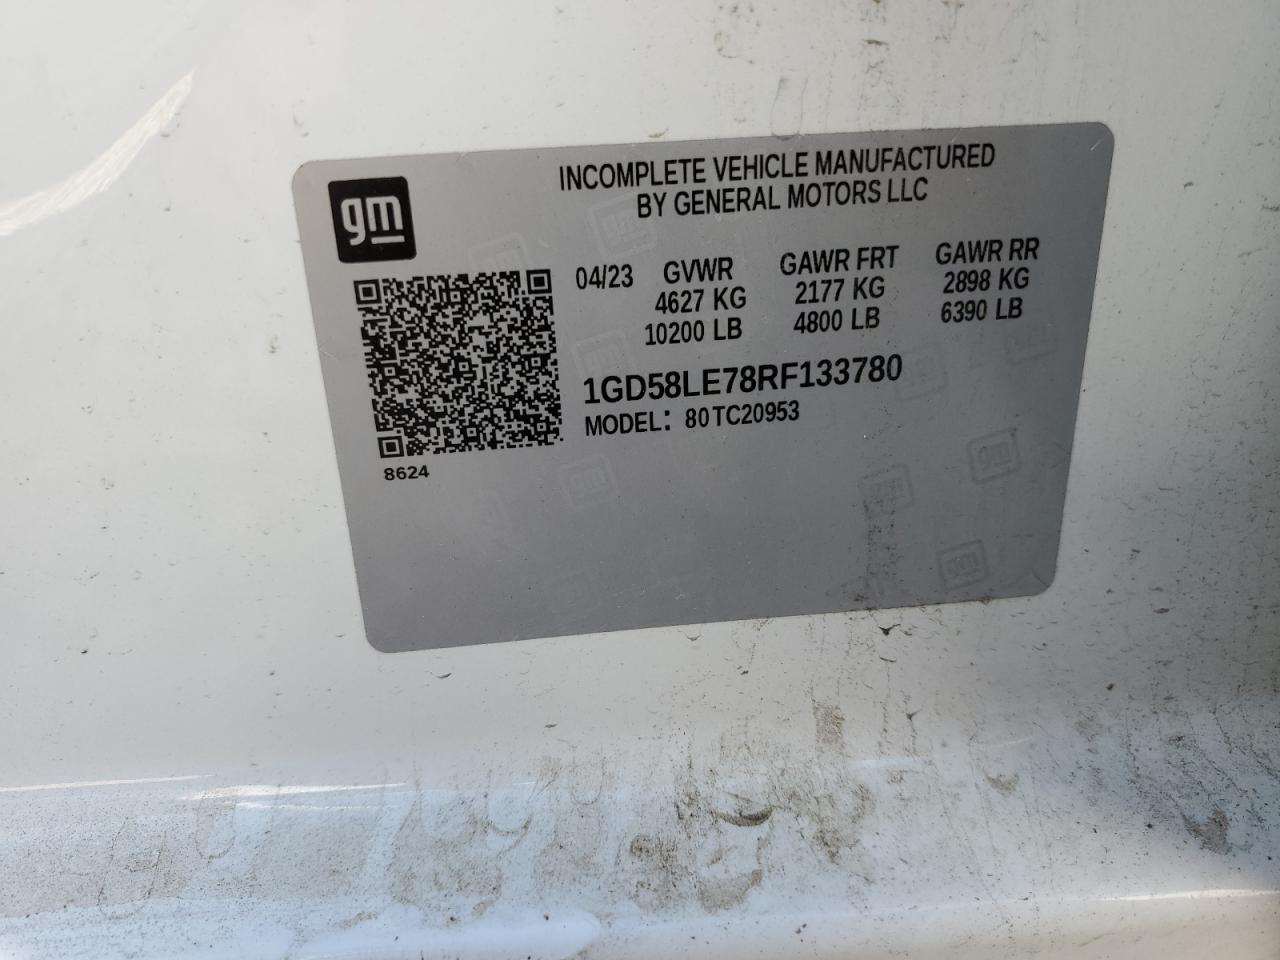 gm
INCOMPLETE VEHICLE MANUFACTURED
BY GENERAL MOTORS LLC
04/23 GVWR GAWR FRT GAWR RR
4627 KG 2177 KG 2898 KG
10200 LB 4800 LB 6390 LB
1GD58LE78RF133780
MODEL: 80TC20953
8624